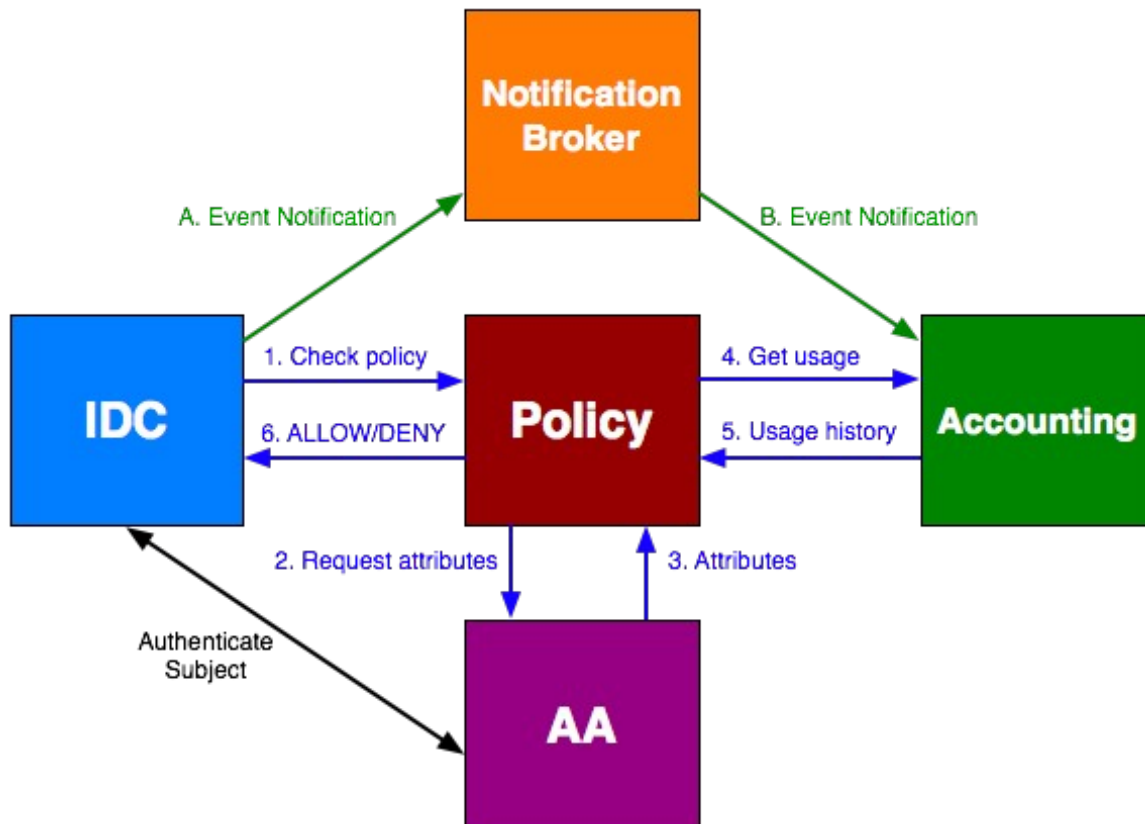 Notification
Broker
A. Event Notification
B. Event Notification
IDC
1. Check policy
6. ALLOW/DENY
Policy
4. Get usage
5. Usage history
Accounting
2. Request attributes
3. Attributes
Authenticate
Subject
AA